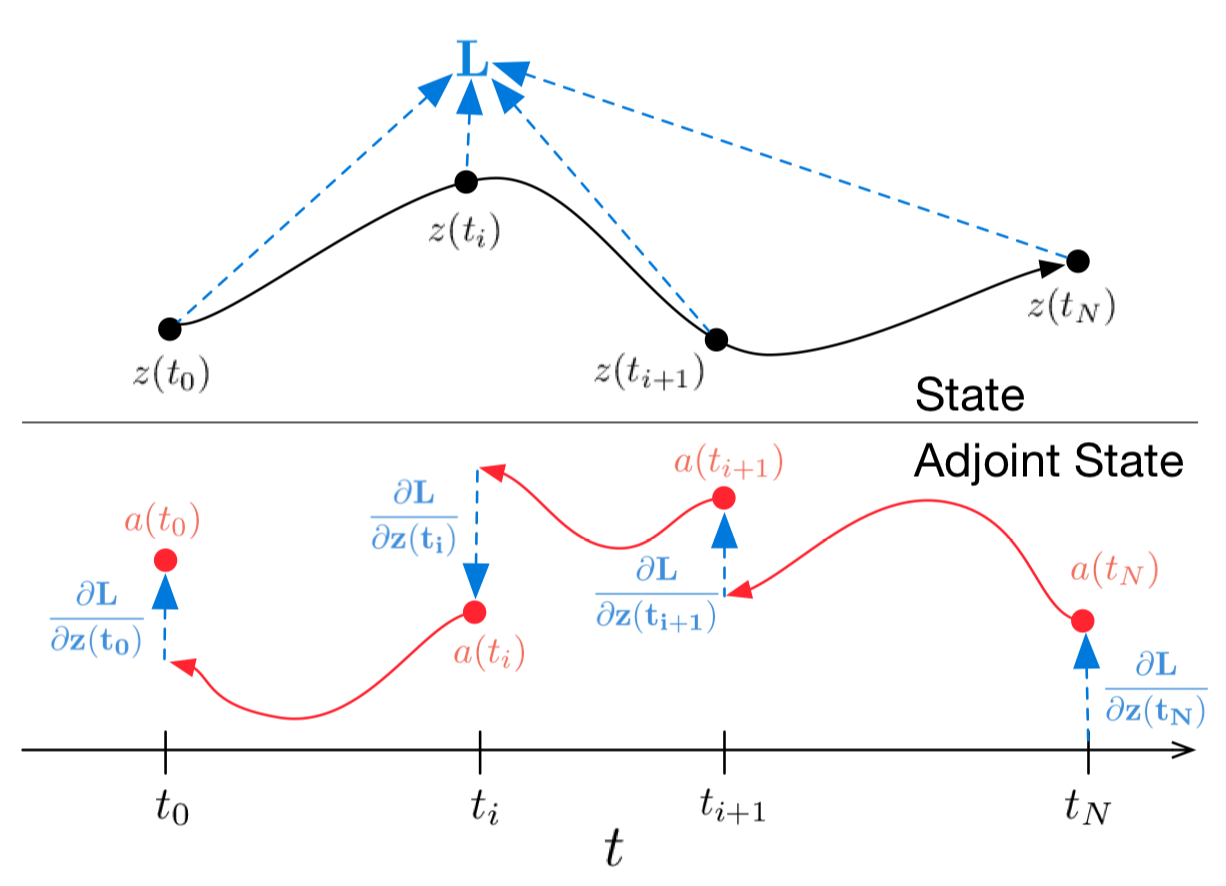 L
z(t_i)
z(t_N)
z(t_0)
z(t_{i+1})
State
Adjoint State
a(t_{i+1})
∂L
∂z(t_i)
a(t_0)
∂L
∂z(t_{i+1})
a(t_N)
∂L
∂z(t_0)
a(t_i)
∂L
∂z(t_N)
t_0 t_i t_{i+1} t_N
t